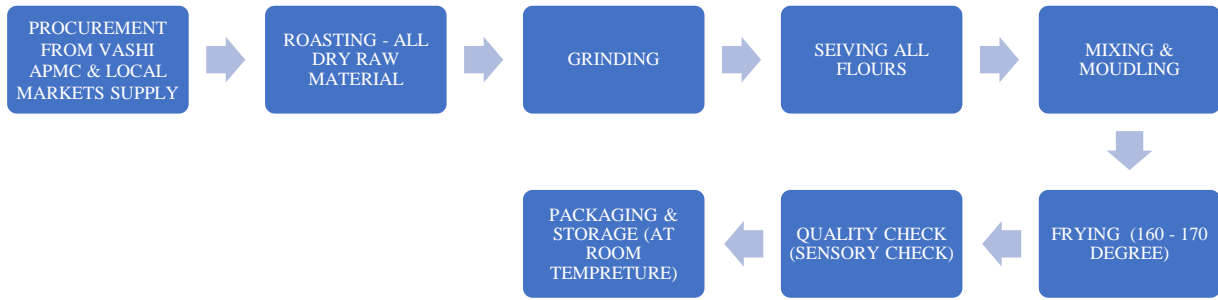 PROCUREMENT
FROM VASHI
APMC & LOCAL
MARKETS SUPPLY
ROASTING - ALL
DRY RAW
MATERIAL
GRINDING
SEIVING ALL
FLOURS
MIXING &
MOUDLING
FRYING (160 - 170
DEGREE)
QUALITY CHECK
(SENSORY CHECK)
PACKAGING &
STORAGE (AT
ROOM
TEMPRETURE)